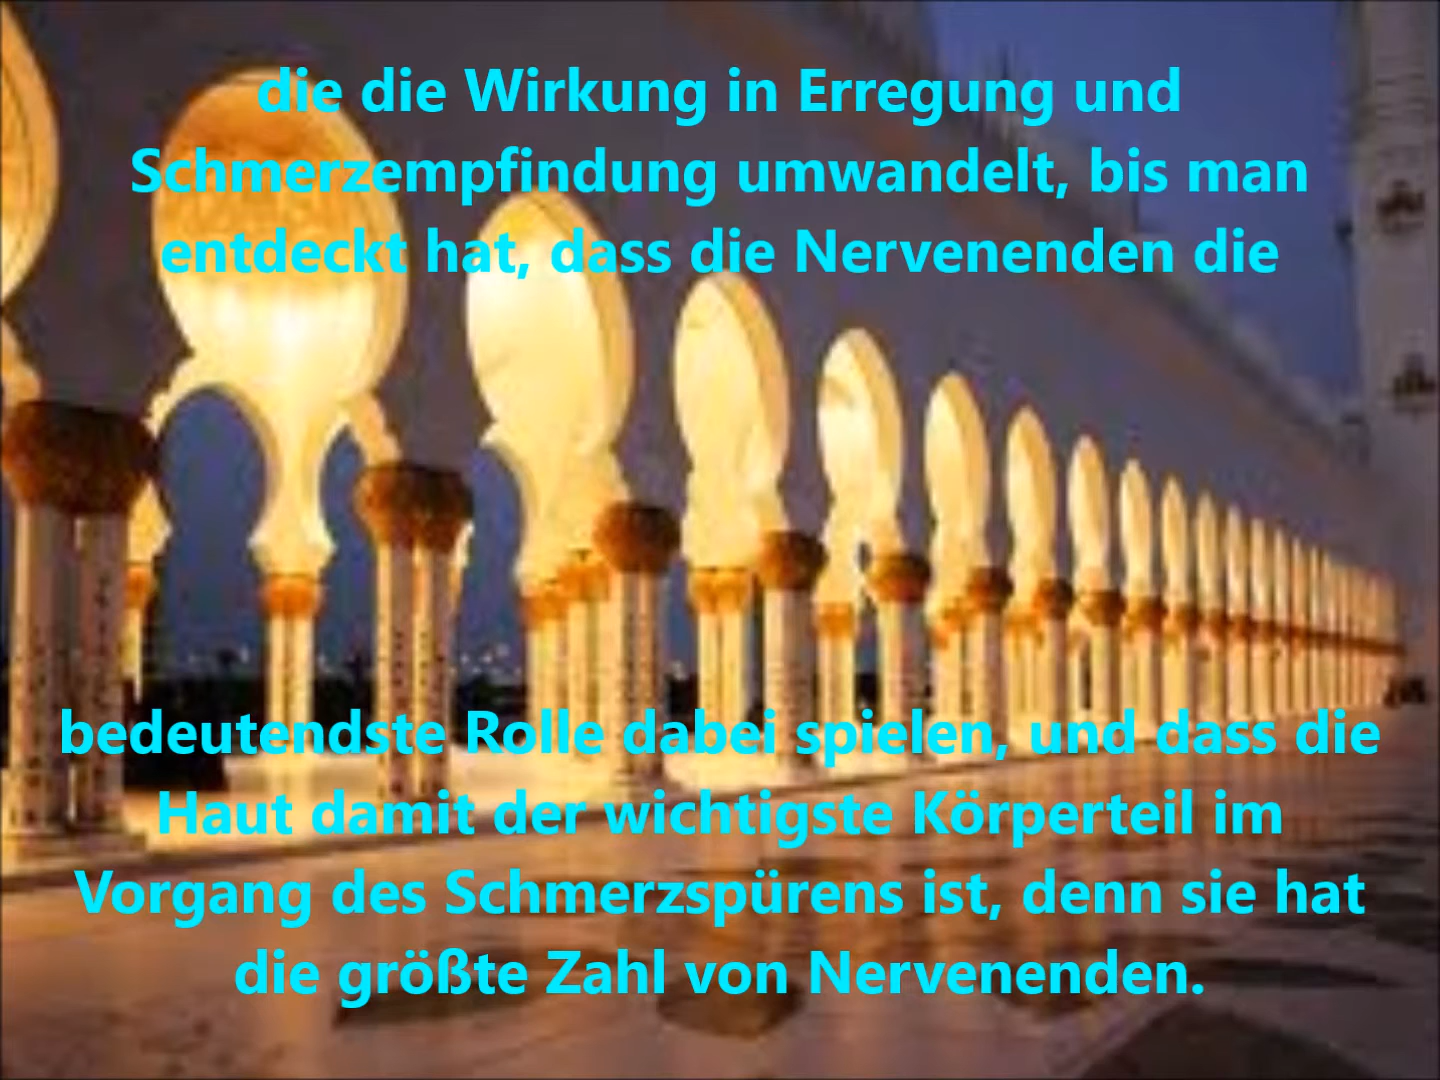 die die Wirkung in Erregung und
Schmerzempfindung umwandelt, bis man
entdeckt hat, dass die Nervenenden die
bedeutendste Rolle dabei spielen, und dass die
Haut damit der wichtigste Körperteil im
Vorgang des Schmerzspürens ist, denn sie hat
die größte Zahl von Nervenenden.